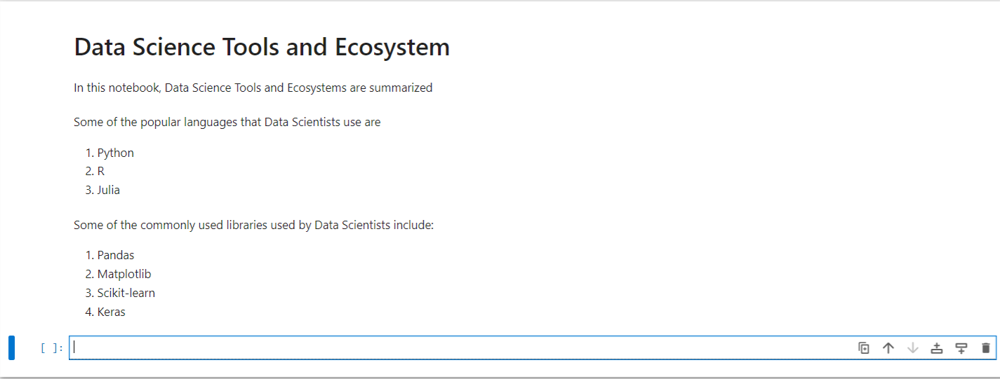 Data Science Tools and Ecosystem
In this notebook, Data Science Tools and Ecosystems are summarized
Some of the popular languages that Data Scientists use are
1. Python
2. R
3. Julia
Some of the commonly used libraries used by Data Scientists include:
1. Pandas
2. Matplotlib
3. Scikit-learn
4. Keras
[ ]: